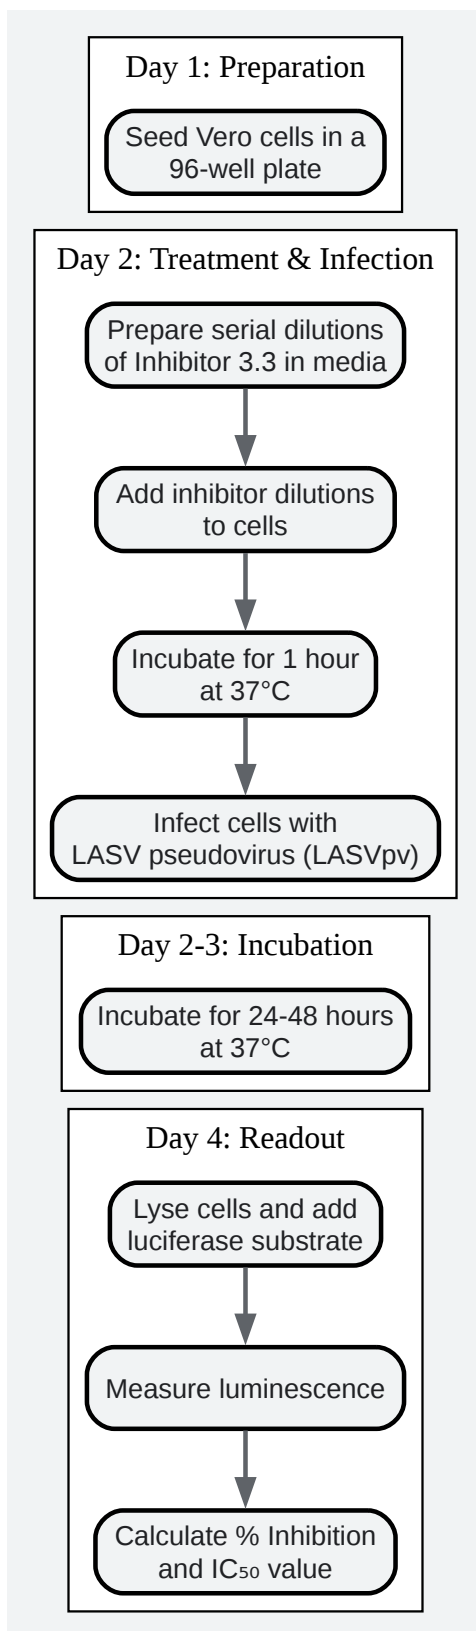 Day 1: Preparation
Seed Vero cells in a
96-well plate
Day 2: Treatment & Infection
Prepare serial dilutions
of Inhibitor 3.3 in media
Add inhibitor dilutions
to cells
Incubate for 1 hour
at 37°C
Infect cells with
LASV pseudovirus (LASVpv)
Day 2-3: Incubation
Incubate for 24-48 hours
at 37°C
Day 4: Readout
Lyse cells and add
luciferase substrate
Measure luminescence
Calculate % Inhibition
and IC₅₀ value